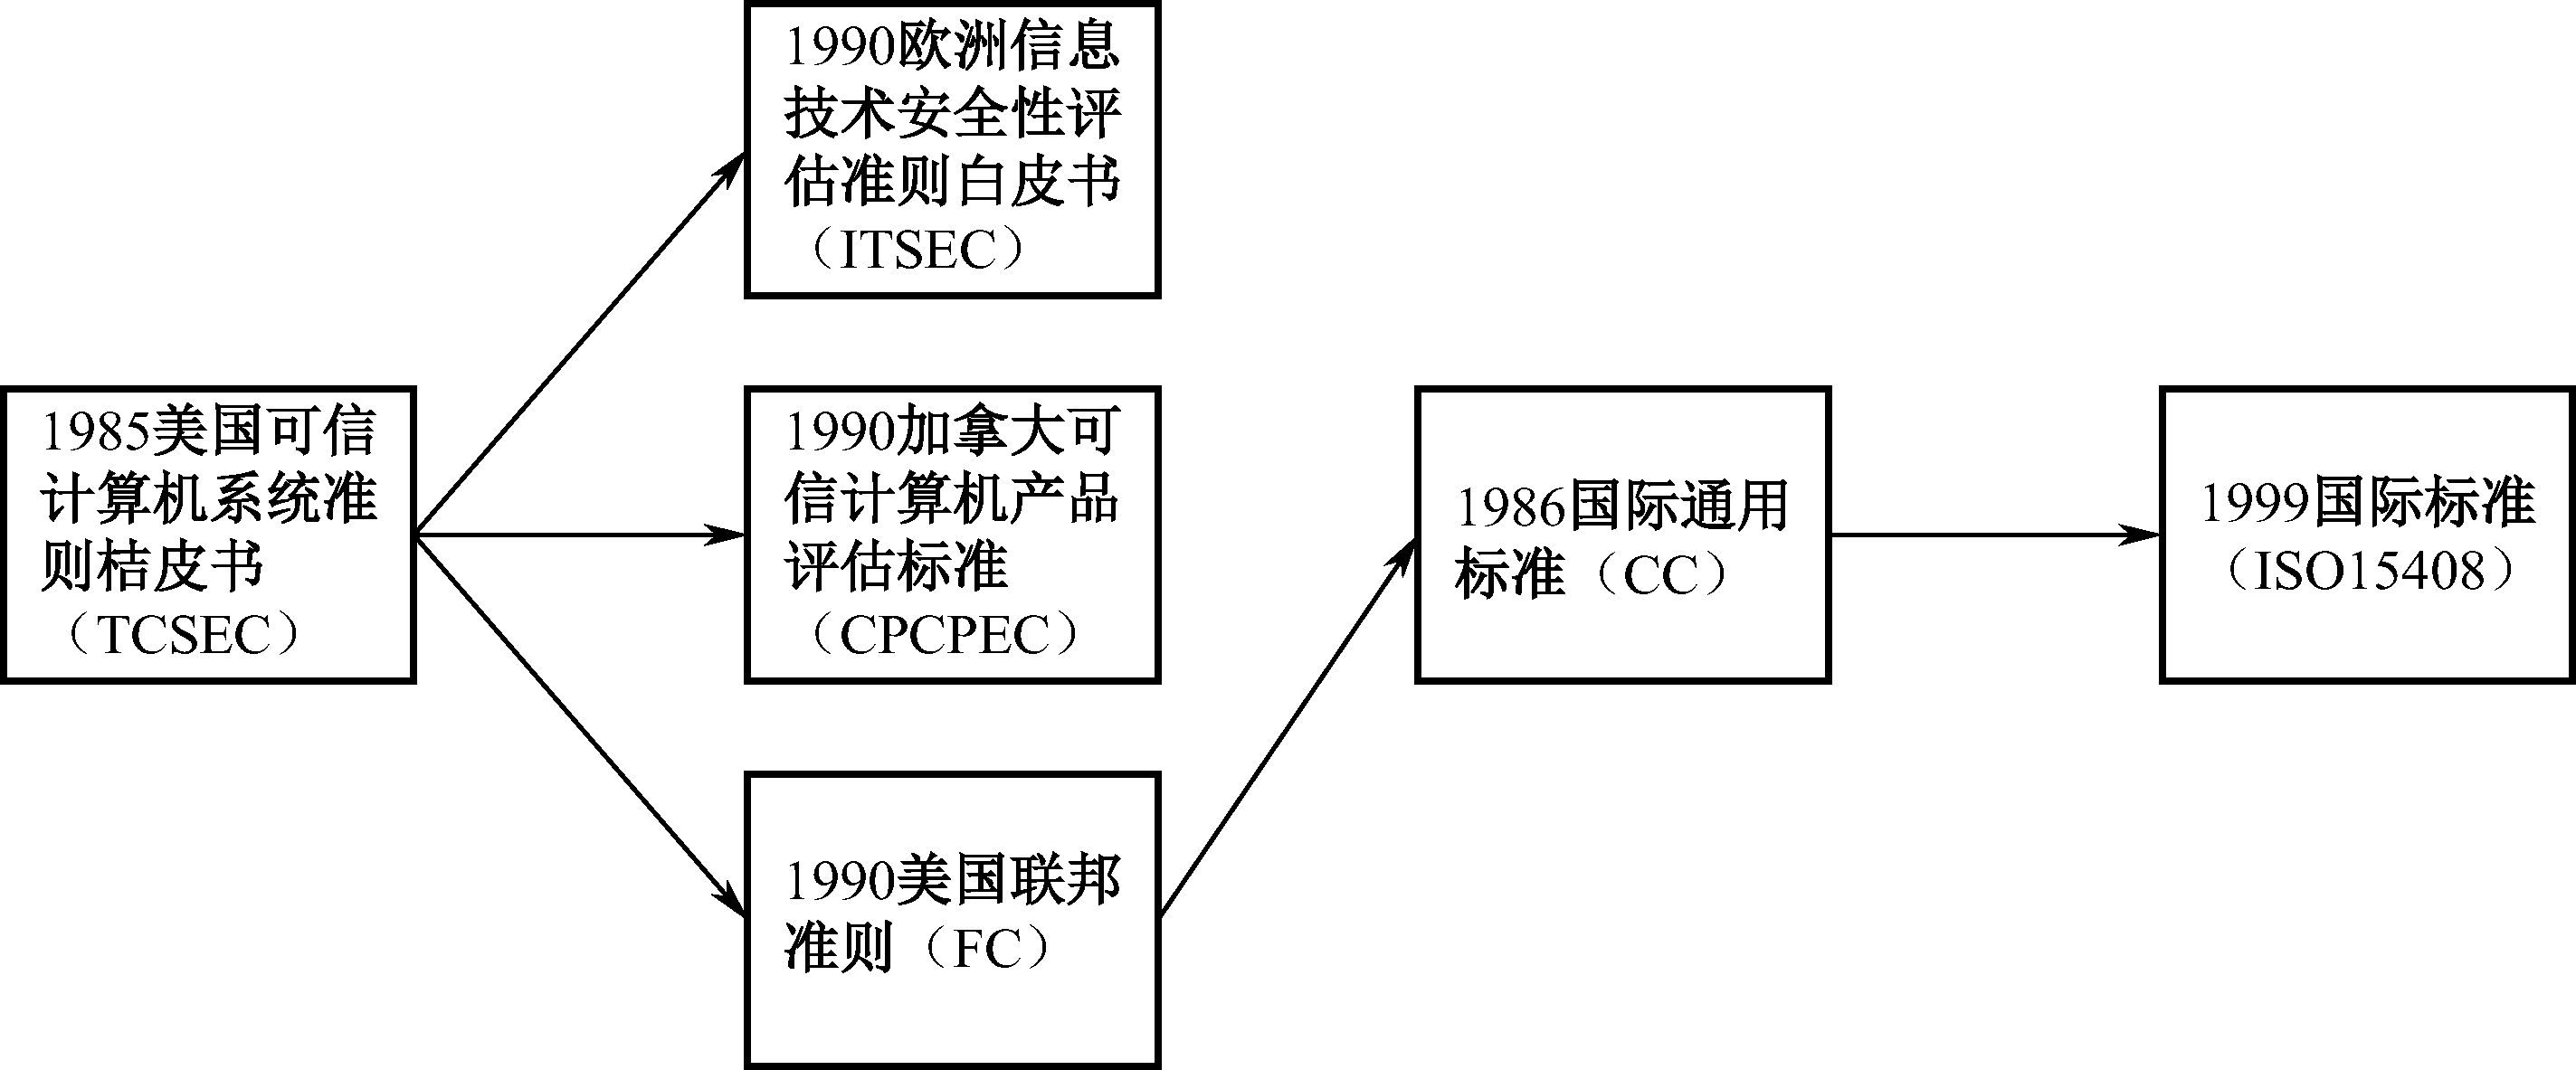 1985美国可信
计算机系统准
则桔皮书
（TCSEC）
1990欧洲信息
技术安全性评
估准则白皮书
（ITSEC）
1990加拿大可
信计算机产品
评估标准
（CPCPEC）
1990美国联邦
准则（FC）
1986国际通用
标准（CC）
1999国际标准
（ISO15408）